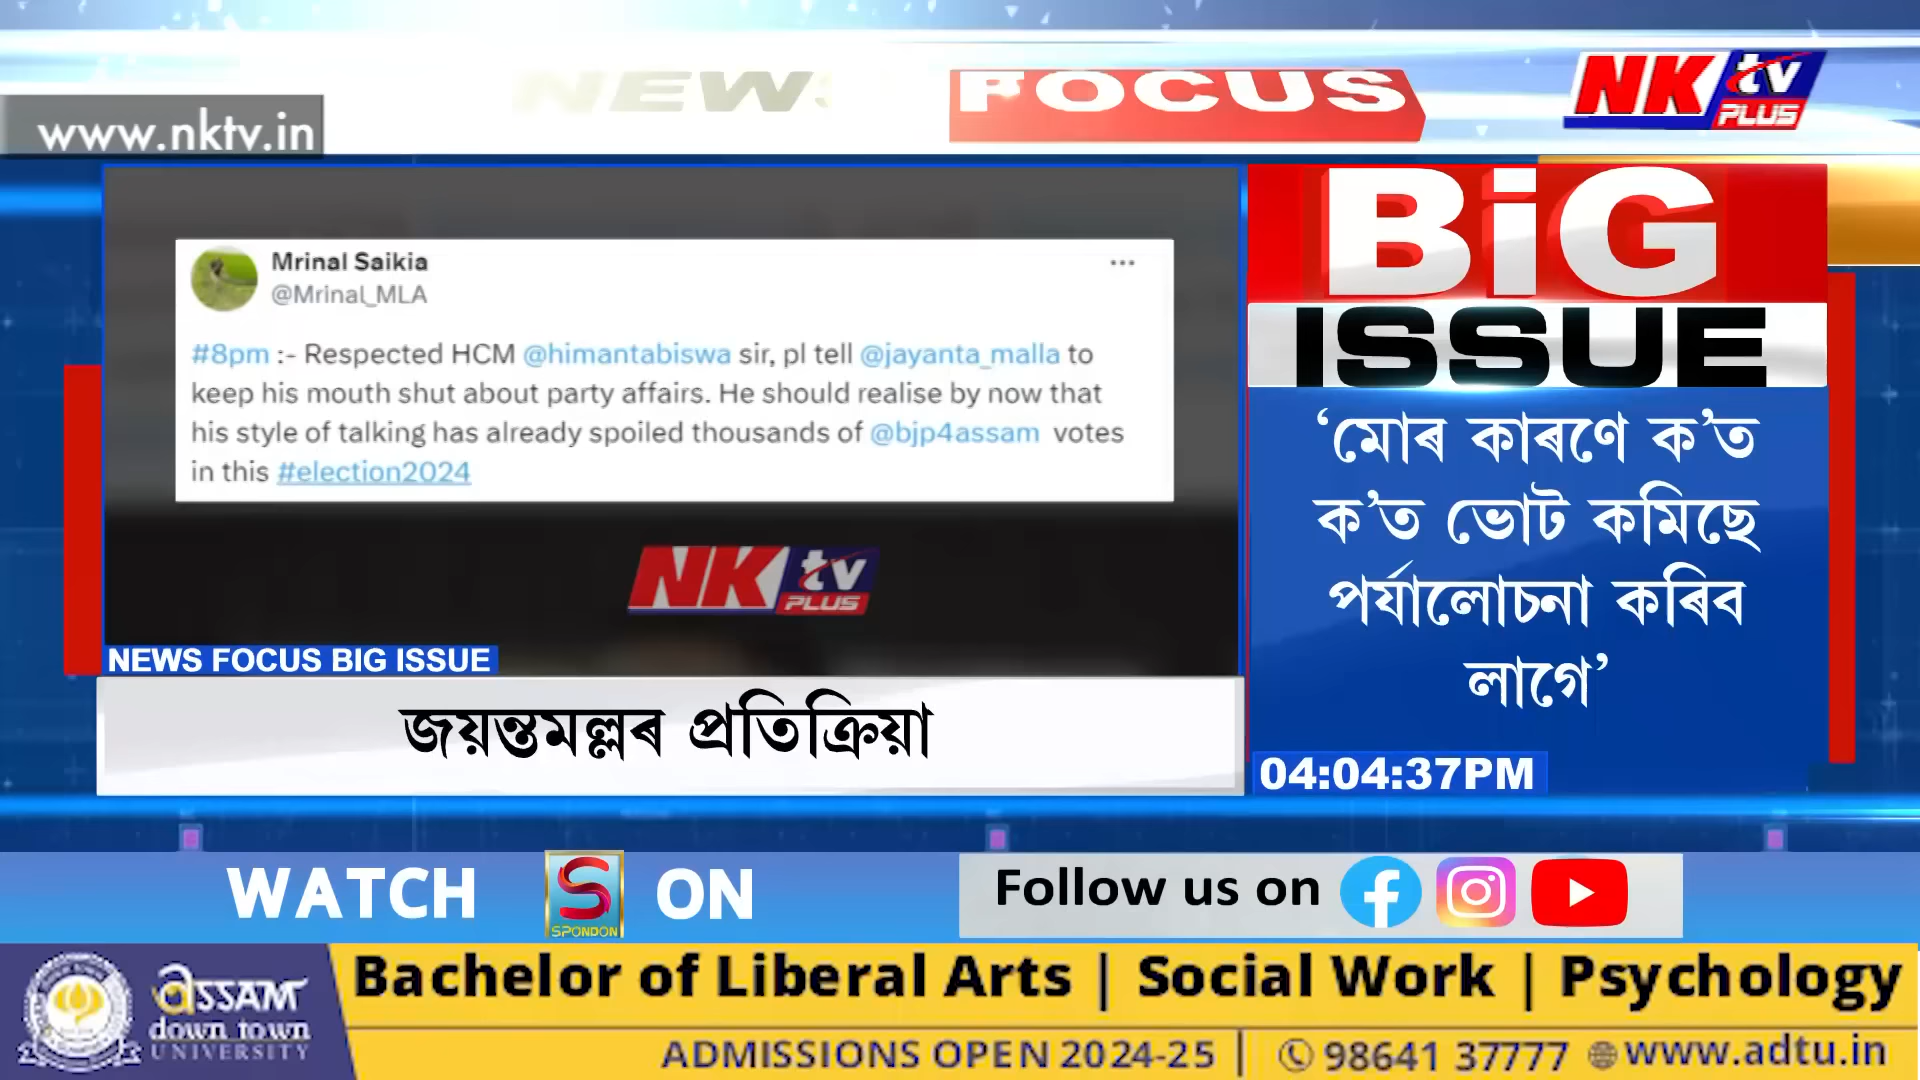 NEWS FOCUS
NK tv PLUS
www.nktv.in
BiG
ISSUE
Mrinal Saikia
@Mrinal_MLA
#8pm :- Respected HCM @himantabiswa sir, pl tell @jayanta_malla to
keep his mouth shut about party affairs. He should realise by now that
his style of talking has already spoiled thousands of @bjp4assam votes
in this #election2024
NK tv PLUS
‘মোৰ কাৰণে ক’ত
ক’ত ভোট কমিছে
পৰ্যালোচনা কৰিব
লাগে’
NEWS FOCUS BIG ISSUE
জয়ন্তমল্লৰ প্ৰতিক্ৰিয়া
04:04:37PM
WATCH S SPONDON ON
Follow us on
ASSAM
down town
UNIVERSITY
Bachelor of Liberal Arts | Social Work | Psychology
ADMISSIONS OPEN 2024-25 | 98641 37777 www.adtu.in